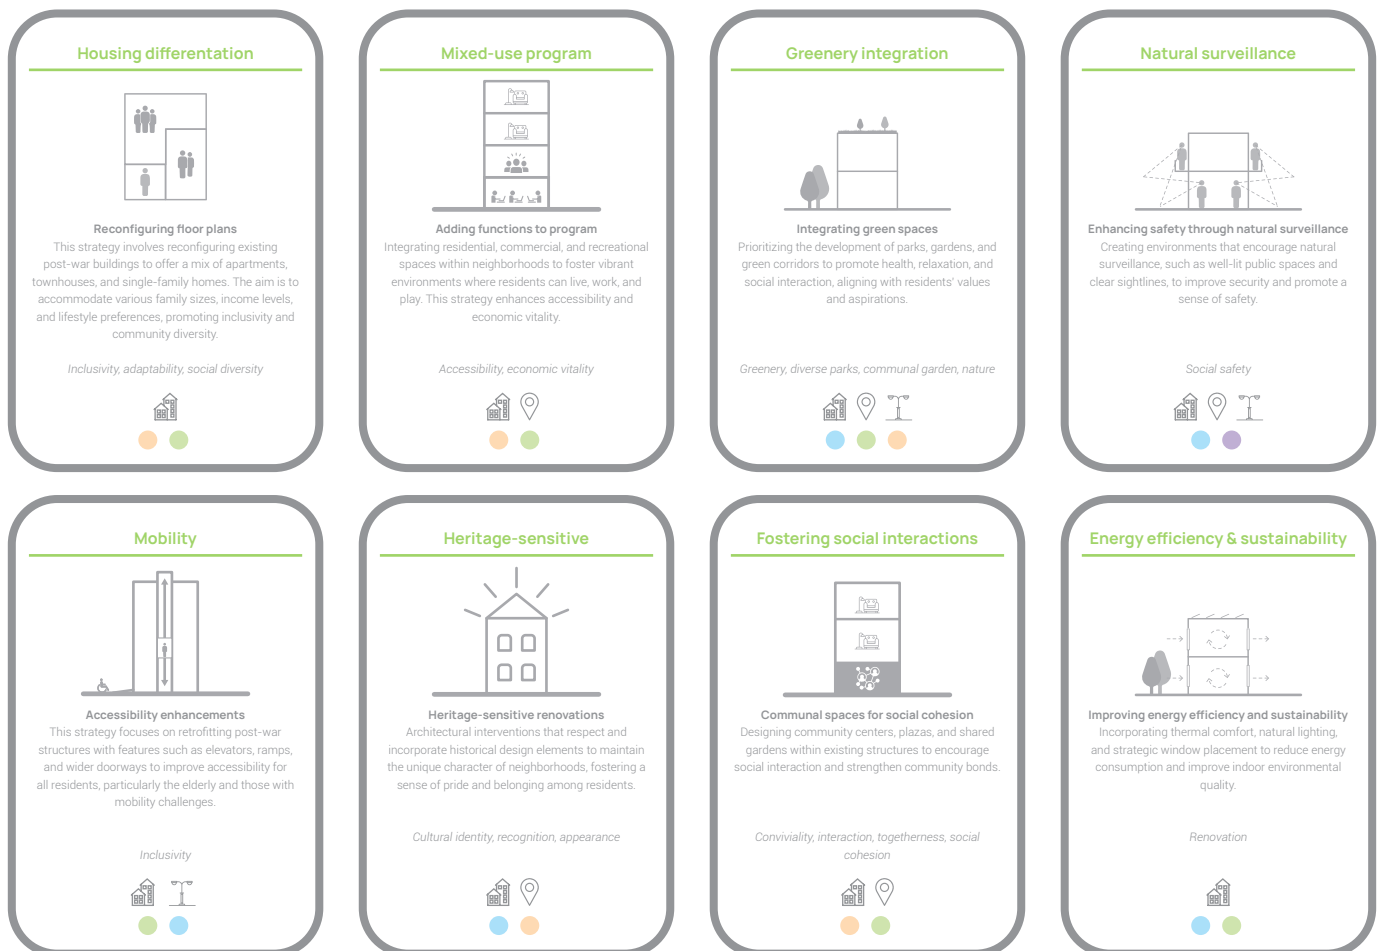 Housing differentation
Reconfiguring floor plans
This strategy involves reconfiguring existing
post-war buildings to offer a mix of apartments,
townhouses, and single-family homes. The aim is to
accommodate various family sizes, income levels,
and lifestyle preferences, promoting inclusivity and
community diversity.
Inclusivity, adaptability, social diversity
Mixed-use program
Adding functions to program
Integrating residential, commercial, and recreational
spaces within neighborhoods to foster vibrant
environments where residents can live, work, and
play. This strategy enhances accessibility and
economic vitality.
Accessibility, economic vitality
Greenery integration
Integrating green spaces
Prioritizing the development of parks, gardens, and
green corridors to promote health, relaxation, and
social interaction, aligning with residents' values
and aspirations.
Greenery, diverse parks, communal garden, nature
Natural surveillance
Enhancing safety through natural surveillance
Creating environments that encourage natural
surveillance, such as well-lit public spaces and
clear sightlines, to improve security and promote a
sense of safety.
Social safety
Mobility
Accessibility enhancements
This strategy focuses on retrofitting post-war
structures with features such as elevators, ramps,
and wider doorways to improve accessibility for
all residents, particularly the elderly and those with
mobility challenges.
Inclusivity
Heritage-sensitive
Heritage-sensitive renovations
Architectural interventions that respect and
incorporate historical design elements to maintain
the unique character of neighborhoods, fostering a
sense of pride and belonging among residents.
Cultural identity, recognition, appearance
Fostering social interactions
Communal spaces for social cohesion
Designing community centers, plazas, and shared
gardens within existing structures to encourage
social interaction and strengthen community bonds.
Conviviality, interaction, togetherness, social
cohesion
Energy efficiency & sustainability
Improving energy efficiency and sustainability
Incorporating thermal comfort, natural lighting,
and strategic window placement to reduce energy
consumption and improve indoor environmental
quality.
Renovation